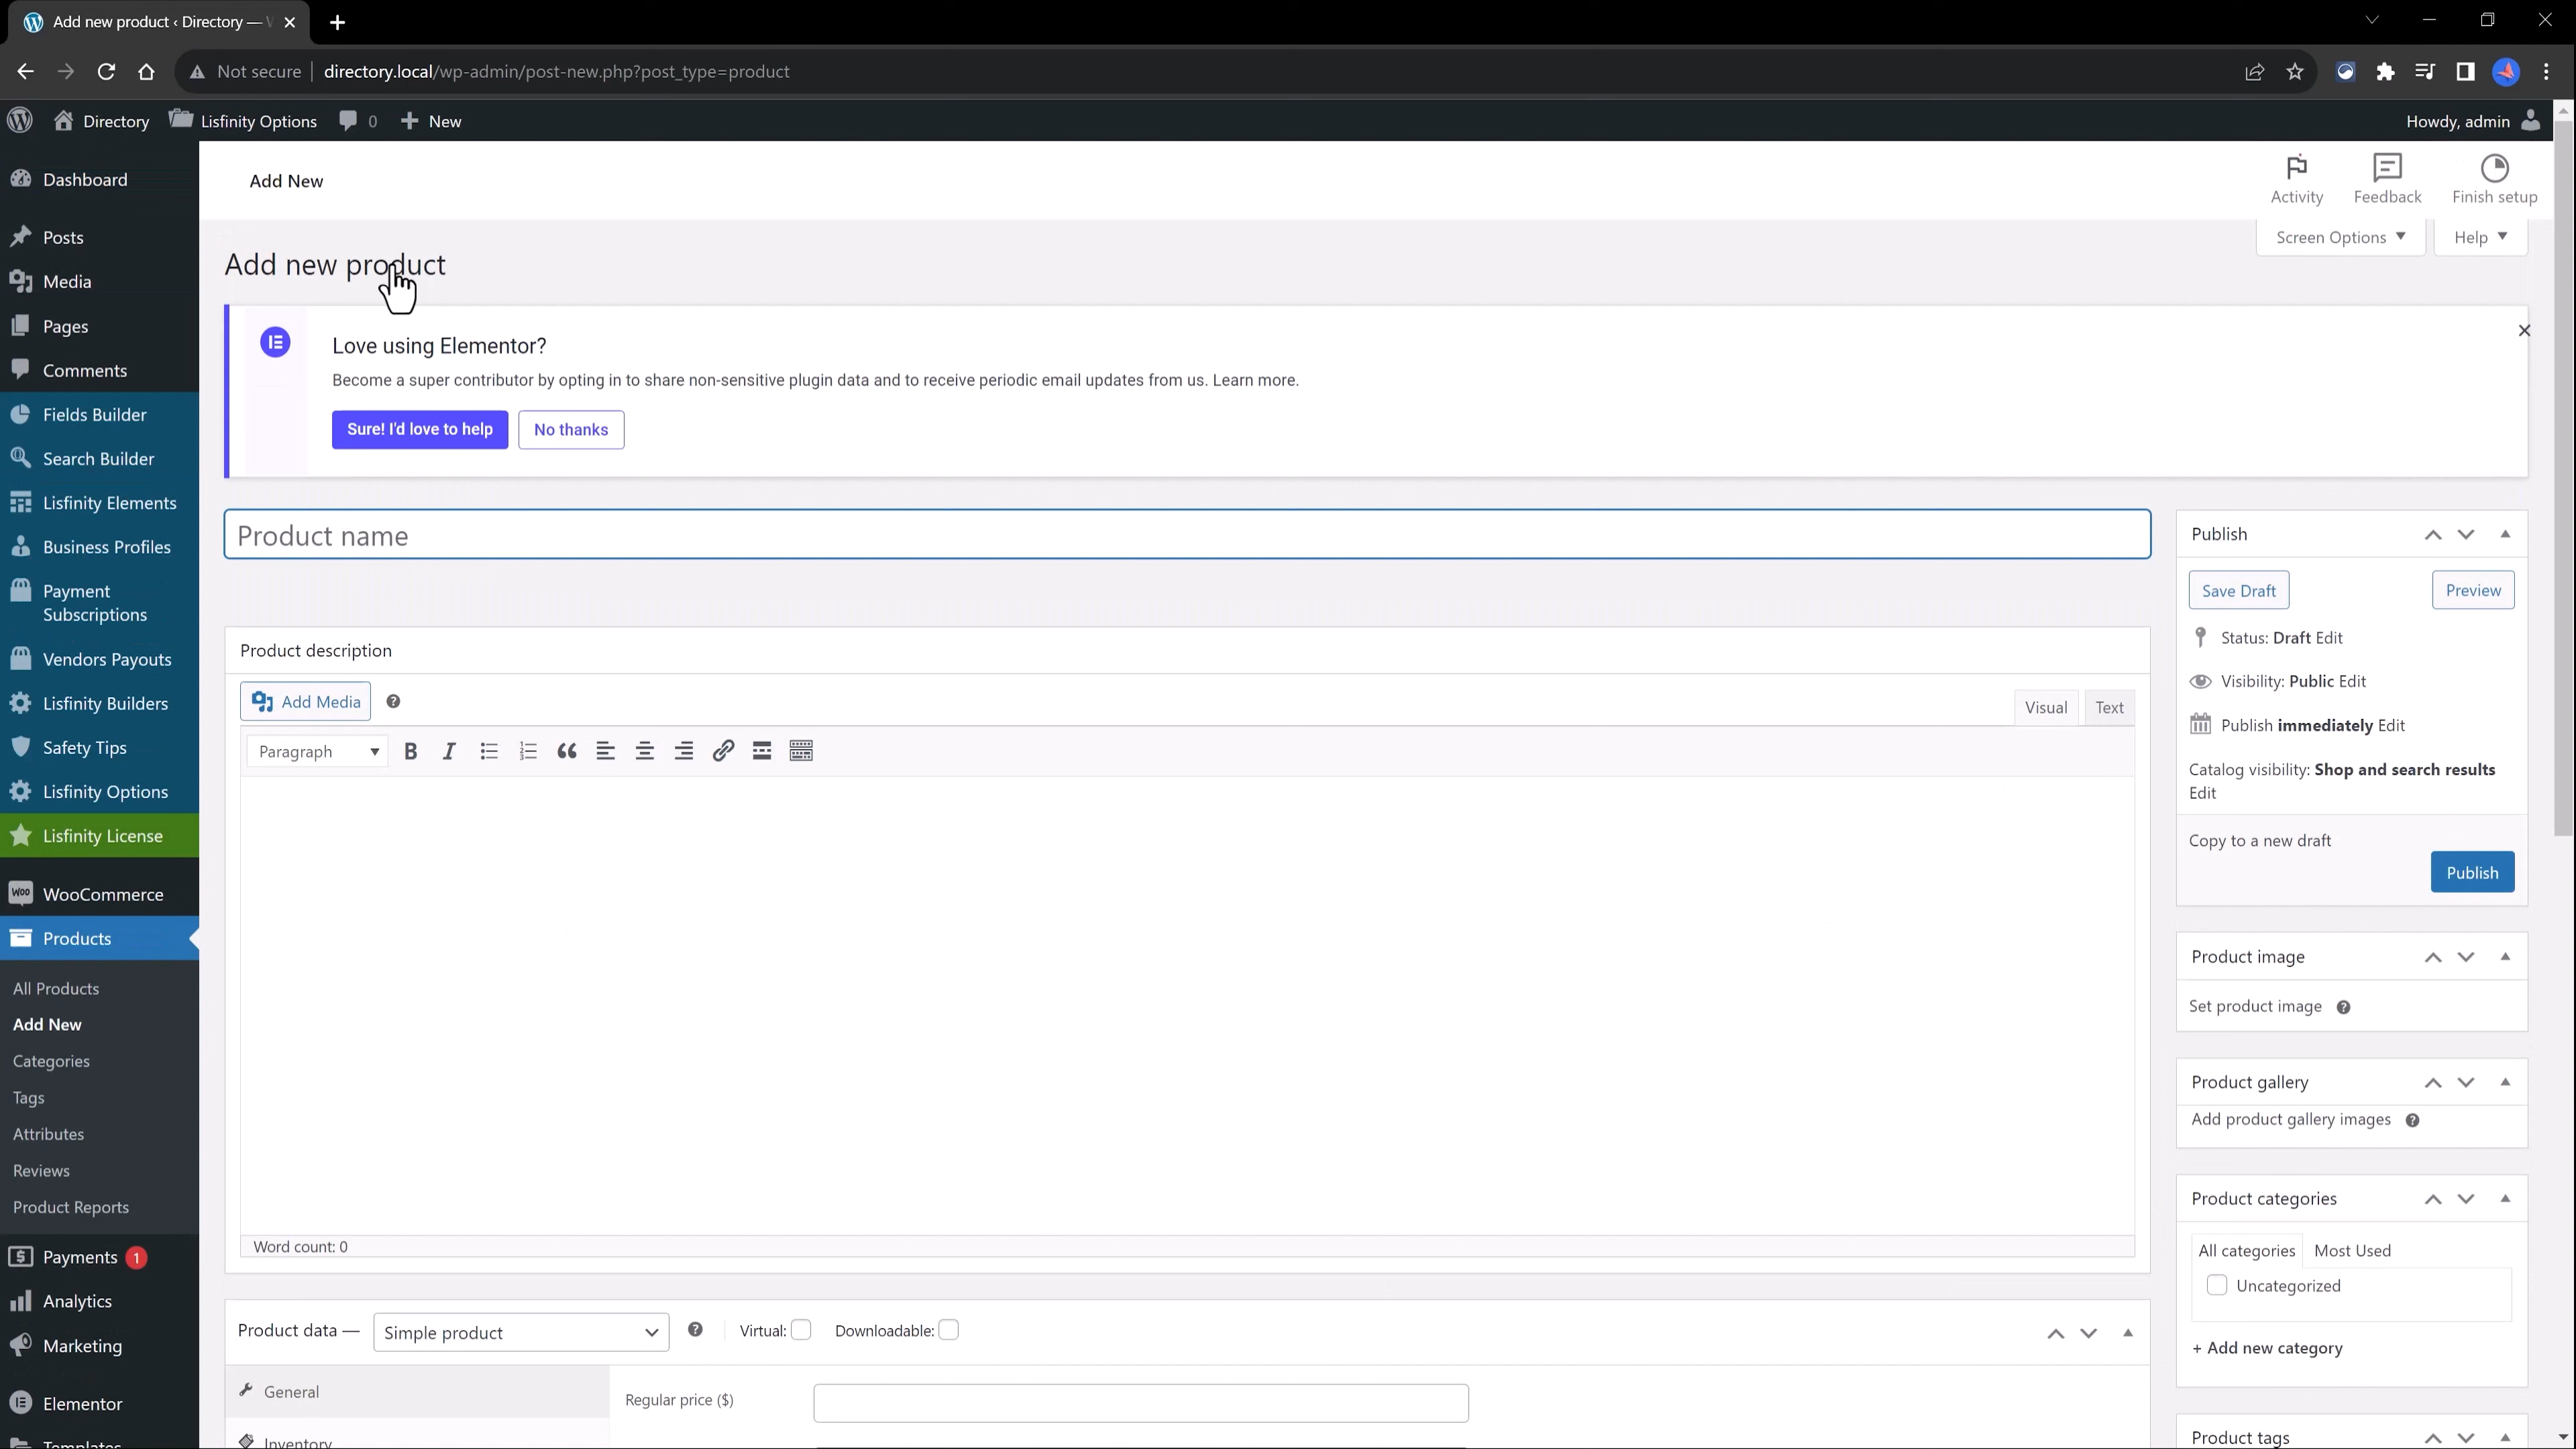 Add new product ‹ Directory —
Not secure
directory.local/wp-admin/post-new.php?post_type=product
Directory
Lisfinity Options
0
New
Howdy, admin
Dashboard
Posts
Media
Pages
Comments
Fields Builder
Search Builder
Lisfinity Elements
Business Profiles
Payment
Subscriptions
Vendors Payouts
Lisfinity Builders
Safety Tips
Lisfinity Options
Lisfinity License
WooCommerce
Products
All Products
Add New
Categories
Tags
Attributes
Reviews
Product Reports
Payments 1
Analytics
Marketing
Elementor
Templates
Add New
Activity
Feedback
Finish setup
Screen Options
Help
Add new product
Love using Elementor?
Become a super contributor by opting in to share non-sensitive plugin data and to receive periodic email updates from us. Learn more.
Sure! I'd love to help
No thanks
Product name
Product description
Add Media
Visual
Text
Paragraph
Word count: 0
Product data —
Simple product
Virtual:
Downloadable:
General
Regular price ($)
Inventory
Publish
Save Draft
Preview
Status: Draft Edit
Visibility: Public Edit
Publish immediately Edit
Catalog visibility: Shop and search results
Edit
Copy to a new draft
Publish
Product image
Set product image
Product gallery
Add product gallery images
Product categories
All categories
Most Used
Uncategorized
+ Add new category
Product tags